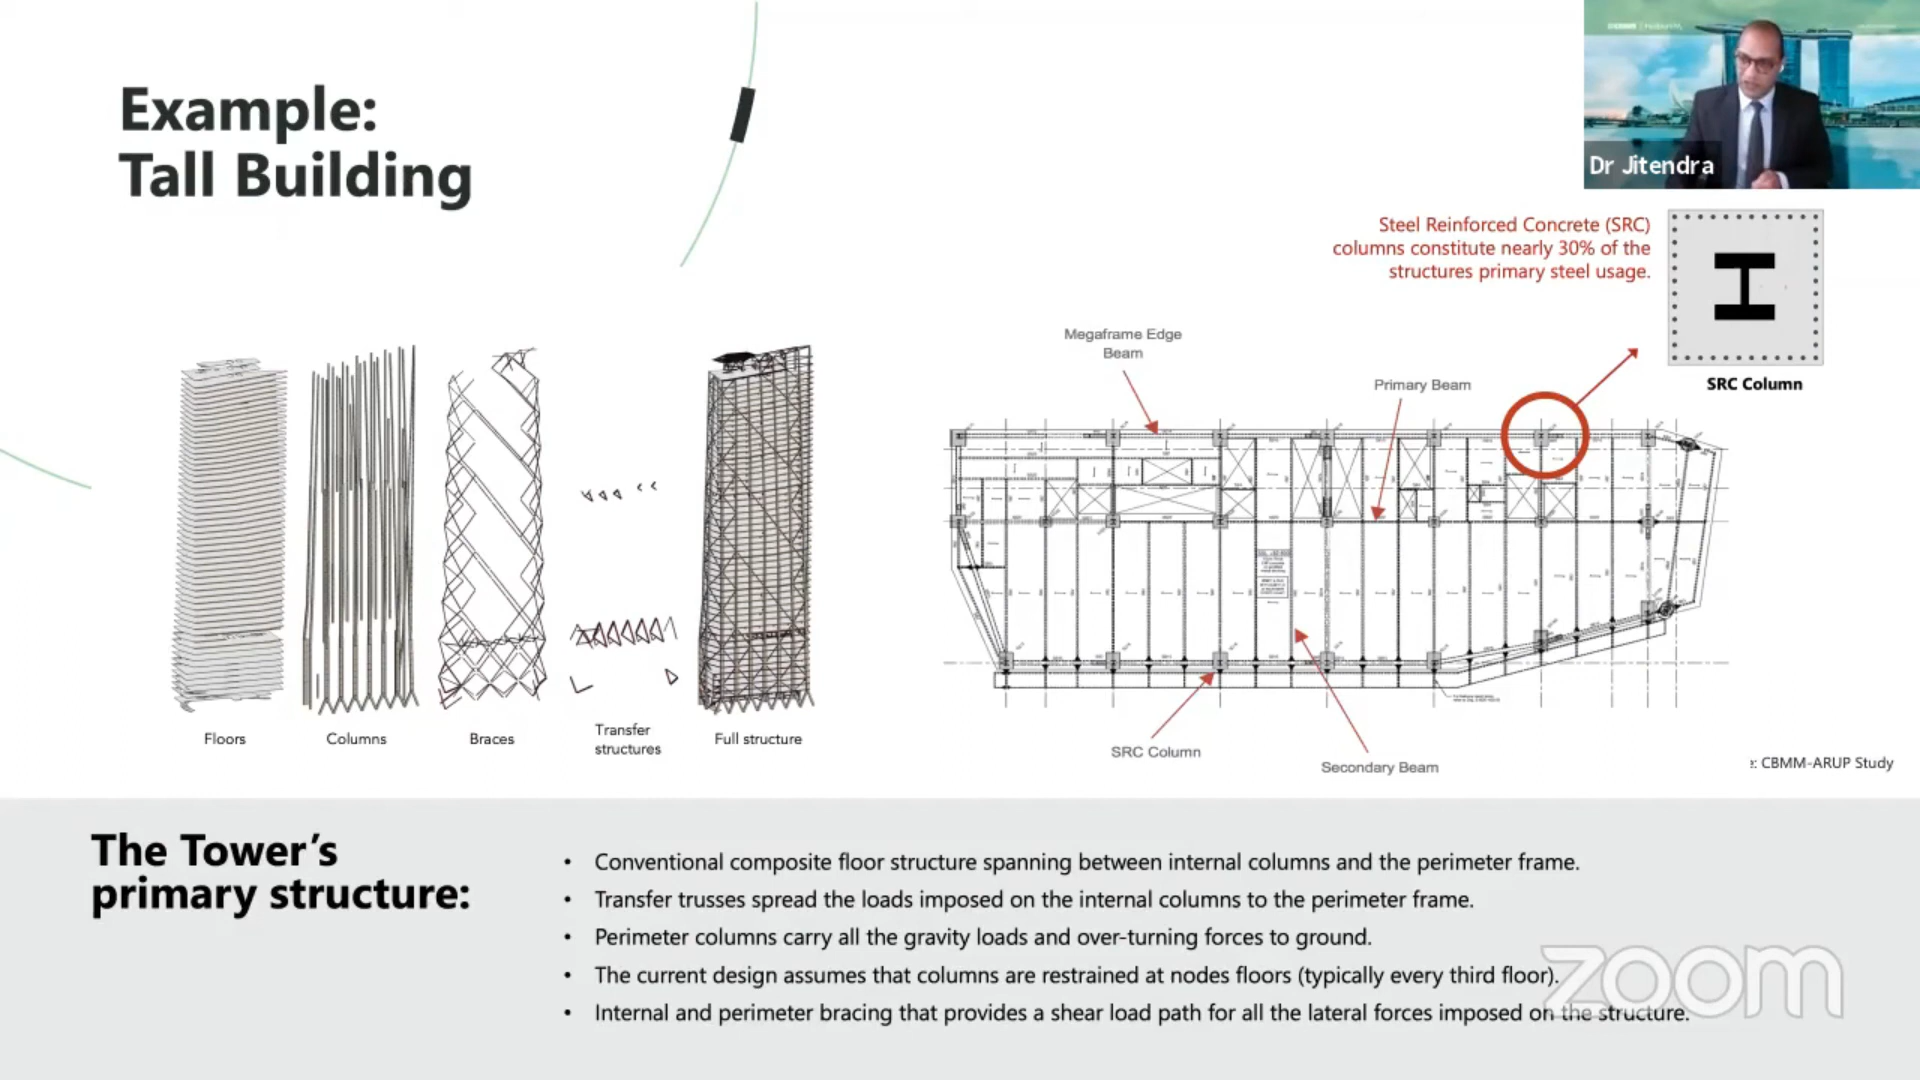 Example:
Tall Building
Dr Jitendra
Steel Reinforced Concrete (SRC)
columns constitute nearly 30% of the
structures primary steel usage.
SRC Column
Megaframe Edge
Beam
Primary Beam
SRC Column
Secondary Beam
Floors
Columns
Braces
Transfer
structures
Full structure
: CBMM-ARUP Study
The Tower’s
primary structure:
• Conventional composite floor structure spanning between internal columns and the perimeter frame.
• Transfer trusses spread the loads imposed on the internal columns to the perimeter frame.
• Perimeter columns carry all the gravity loads and over-turning forces to ground.
• The current design assumes that columns are restrained at nodes floors (typically every third floor).
• Internal and perimeter bracing that provides a shear load path for all the lateral forces imposed on the structure.
zoom